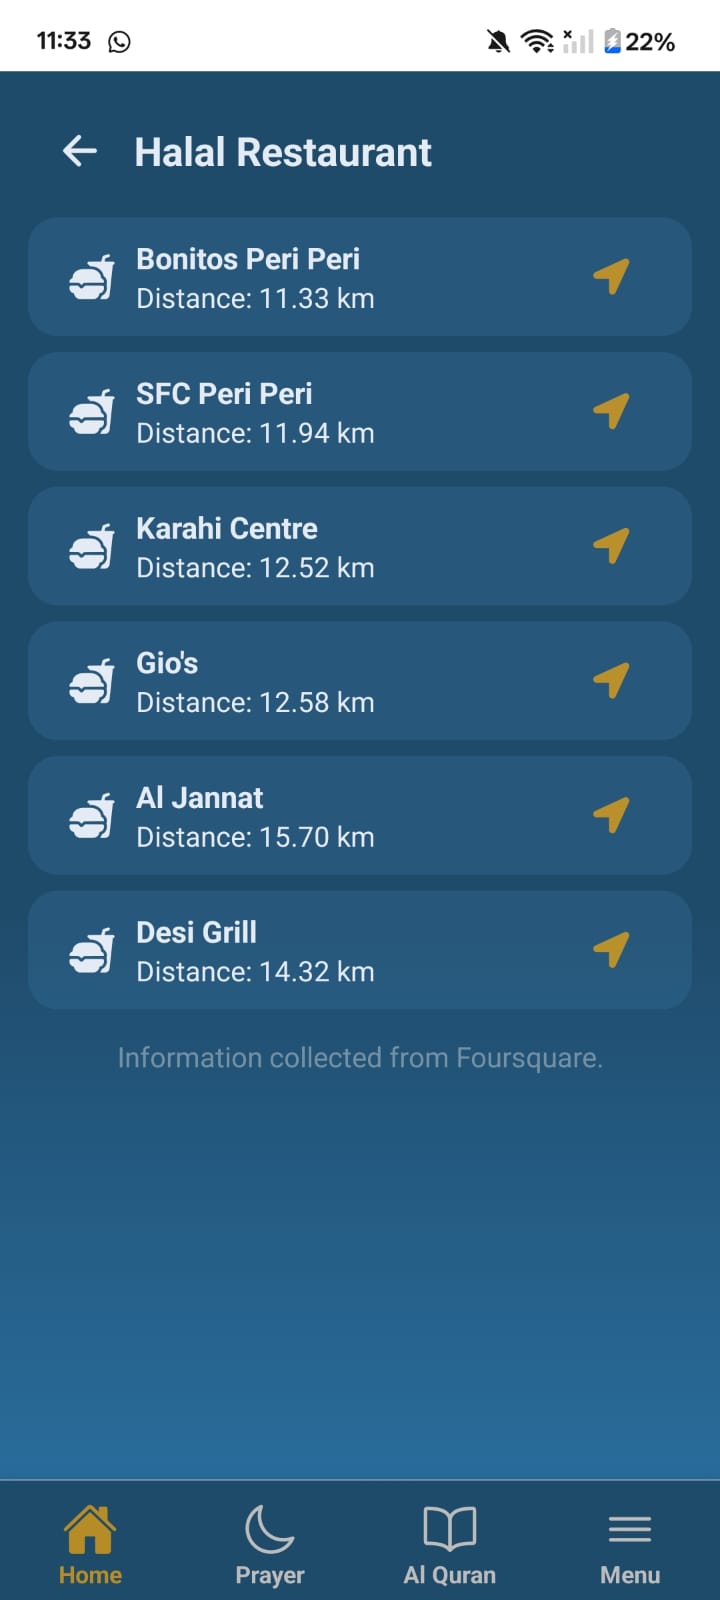 11:33
22%
Halal Restaurant
Bonitos Peri Peri
Distance: 11.33 km
SFC Peri Peri
Distance: 11.94 km
Karahi Centre
Distance: 12.52 km
Gio's
Distance: 12.58 km
Al Jannat
Distance: 15.70 km
Desi Grill
Distance: 14.32 km
Information collected from Foursquare.
Home
Prayer
Al Quran
Menu